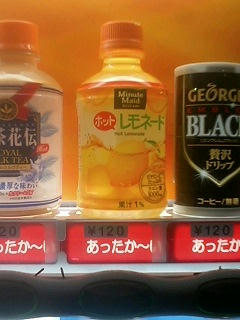 茶花伝
ROYAL
MILK TEA
濃厚な味わい
Minute
Maid
ホット
レモネード
Hot Lemonade
果汁1%
GEORGIA
BLACK
贅沢
ドリップ
コーヒー/無糖
¥120
¥120
¥120
あったか〜い
あったか〜い
あったか〜